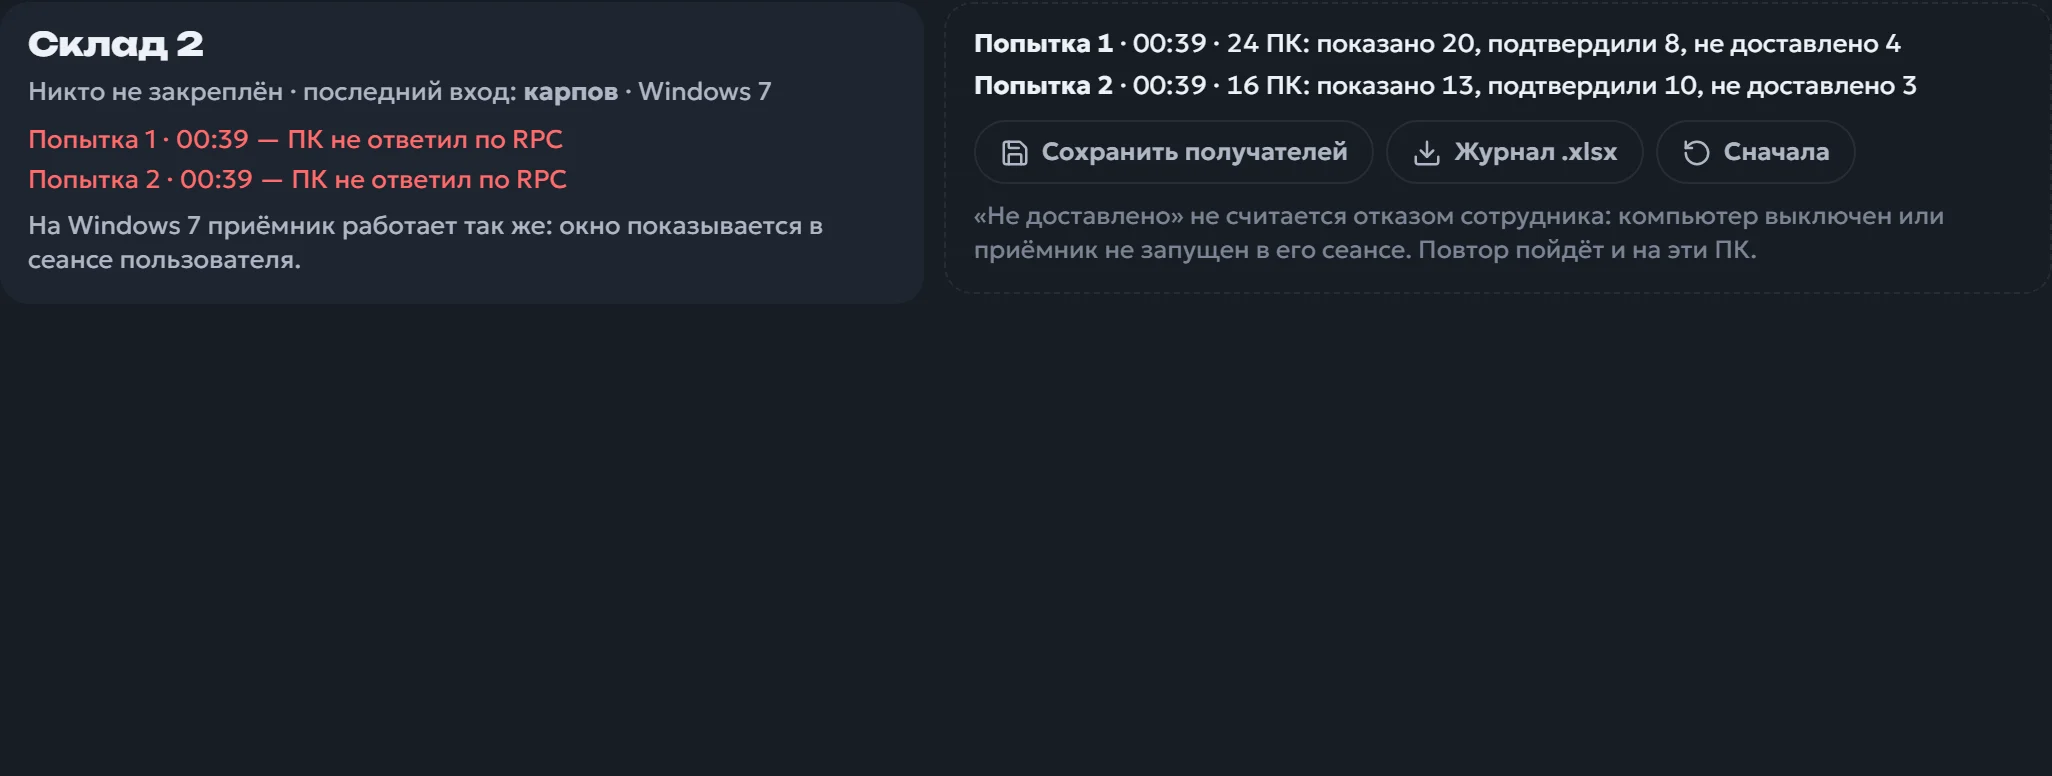 Склад 2
Никто не закреплён · последний вход: карпов · Windows 7
Попытка 1 · 00:39 — ПК не ответил по RPC
Попытка 2 · 00:39 — ПК не ответил по RPC
На Windows 7 приёмник работает так же: окно показывается в
сеансе пользователя.
Попытка 1 · 00:39 · 24 ПК: показано 20, подтвердили 8, не доставлено 4
Попытка 2 · 00:39 · 16 ПК: показано 13, подтвердили 10, не доставлено 3
Сохранить получателей
Журнал .xlsx
Сначала
«Не доставлено» не считается отказом сотрудника: компьютер выключен или
приёмник не запущен в его сеансе. Повтор пойдёт и на эти ПК.